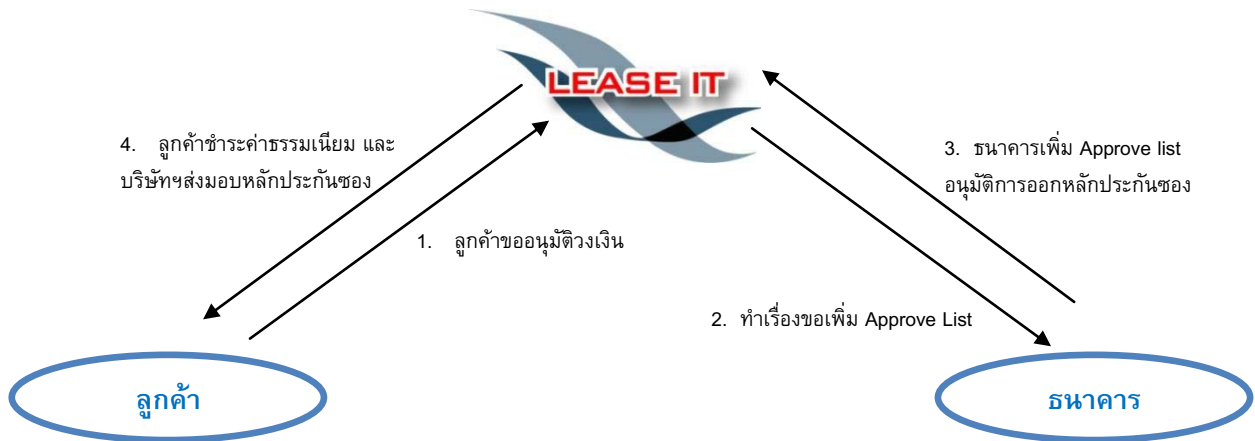 LEASE IT
4. ลูกค้าชำระค่าธรรมเนียม และ
บริษัทฯส่งมอบหลักประกันซอง
3. ธนาคารเพิ่ม Approve list
อนุมัติการออกหลักประกันซอง
1. ลูกค้าขออนุมัติวงเงิน
2. ทำเรื่องขอเพิ่ม Approve List
ลูกค้า
ธนาคาร